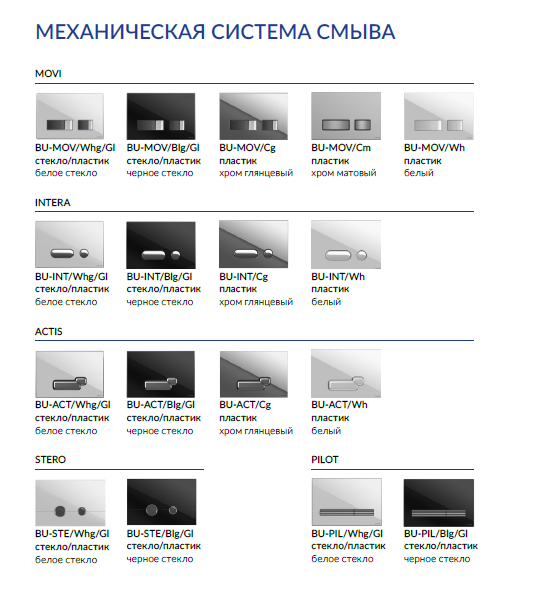 МЕХАНИЧЕСКАЯ СИСТЕМА СМЫВА
MOVI
BU-MOV/Whg/Gl
стекло/пластик
белое стекло
BU-MOV/Blg/Gl
стекло/пластик
черное стекло
BU-MOV/Cg
пластик
хром глянцевый
BU-MOV/Cm
пластик
хром матовый
BU-MOV/Wh
пластик
белый
INTERA
BU-INT/Whg/Gl
стекло/пластик
белое стекло
BU-INT/Blg/Gl
стекло/пластик
черное стекло
BU-INT/Cg
пластик
хром глянцевый
BU-INT/Wh
пластик
белый
ACTIS
BU-ACT/Whg/Gl
стекло/пластик
белое стекло
BU-ACT/Blg/Gl
стекло/пластик
черное стекло
BU-ACT/Cg
пластик
хром глянцевый
BU-ACT/Wh
пластик
белый
STERO
BU-STE/Whg/Gl
стекло/пластик
белое стекло
BU-STE/Blg/Gl
стекло/пластик
черное стекло
PILOT
BU-PIL/Whg/Gl
стекло/пластик
белое стекло
BU-PIL/Blg/Gl
стекло/пластик
черное стекло